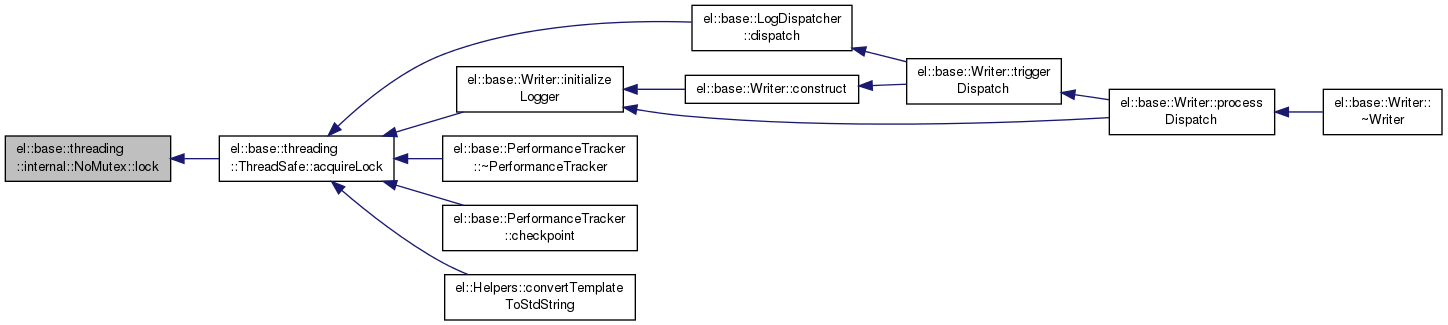 el::base::LogDispatcher
::dispatch
el::base::Writer::initialize
Logger
el::base::Writer::construct
el::base::Writer::trigger
Dispatch
el::base::Writer::process
Dispatch
el::base::Writer::
~Writer
el::base::threading
::internal::NoMutex::lock
el::base::threading
::ThreadSafe::acquireLock
el::base::PerformanceTracker
::~PerformanceTracker
el::base::PerformanceTracker
::checkpoint
el::Helpers::convertTemplate
ToStdString